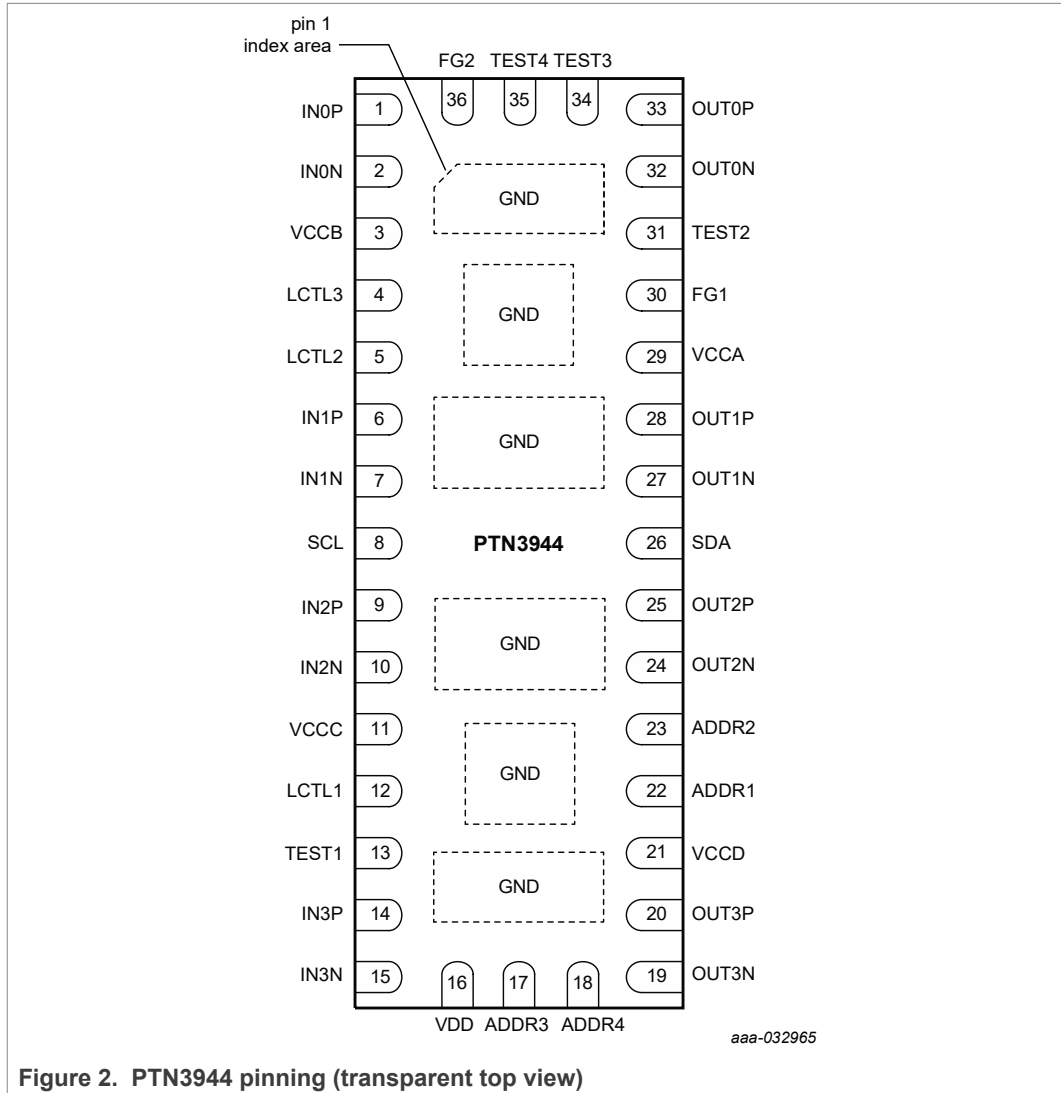 pin 1
index area
FG2 TEST4 TEST3
36 35 34
IN0P 1 33 OUT0P
IN0N 2 32 OUT0N
GND
VCCB 3 31 TEST2
LCTL3 4 30 FG1
GND
LCTL2 5 29 VCCA
IN1P 6 28 OUT1P
GND
IN1N 7 27 OUT1N
SCL 8 PTN3944 26 SDA
IN2P 9 25 OUT2P
GND
IN2N 10 24 OUT2N
VCCC 11 23 ADDR2
GND
LCTL1 12 22 ADDR1
TEST1 13 21 VCCD
GND
IN3P 14 20 OUT3P
IN3N 15 19 OUT3N
16 17 18
VDD ADDR3 ADDR4
aaa-032965
Figure 2. PTN3944 pinning (transparent top view)